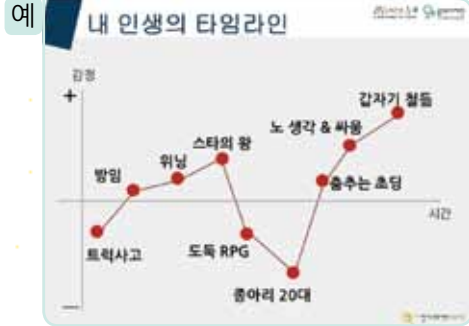 예
내 인생의 타임라인
감정
+
갑자기 철듦
노 생각 & 싸움
스타의 왕
위닝
방임
춤추는 초딩
시간
트럭사고
도둑 RPG
종아리 20대
—